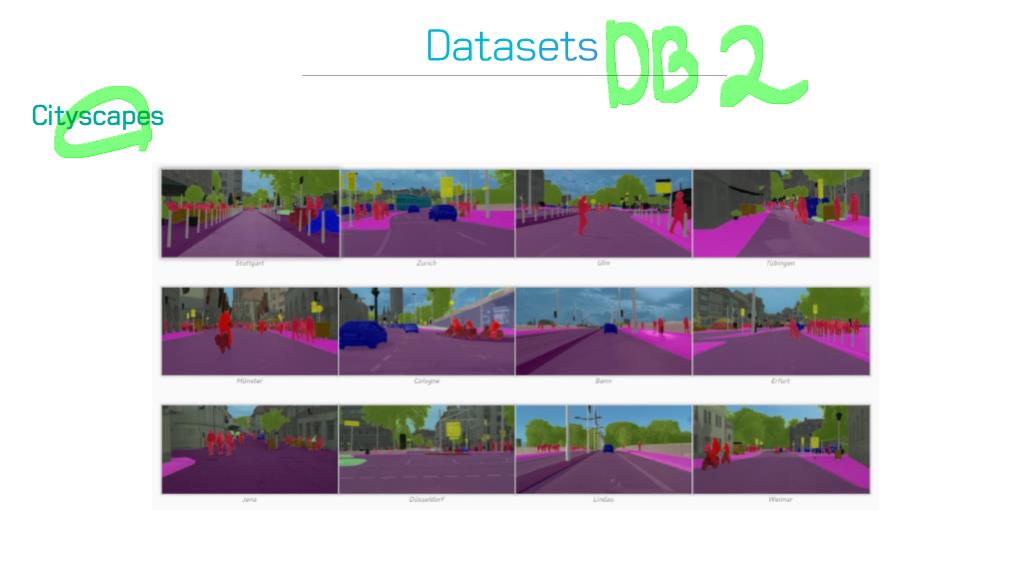 Datasets DB 2
Cityscapes
Stuttgart Zurich Ulm Tübingen
Münster Cologne Bonn Erfurt
Jena Düsseldorf Lindau Weimar